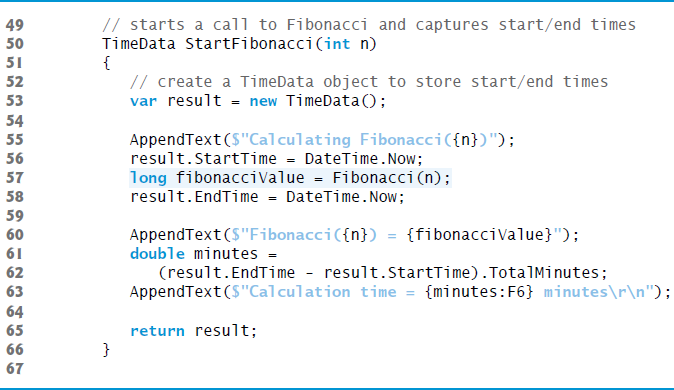 49 // starts a call to Fibonacci and captures start/end times
50 TimeData StartFibonacci(int n)
51 {
52 // create a TimeData object to store start/end times
53 var result = new TimeData();
54
55 AppendText($"Calculating Fibonacci({n})");
56 result.StartTime = DateTime.Now;
57 long fibonacciValue = Fibonacci(n);
58 result.EndTime = DateTime.Now;
59
60 AppendText($"Fibonacci({n}) = {fibonacciValue}");
61 double minutes =
62 (result.EndTime - result.StartTime).TotalMinutes;
63 AppendText($"Calculation time = {minutes:F6} minutes\r\n");
64
65 return result;
66 }
67